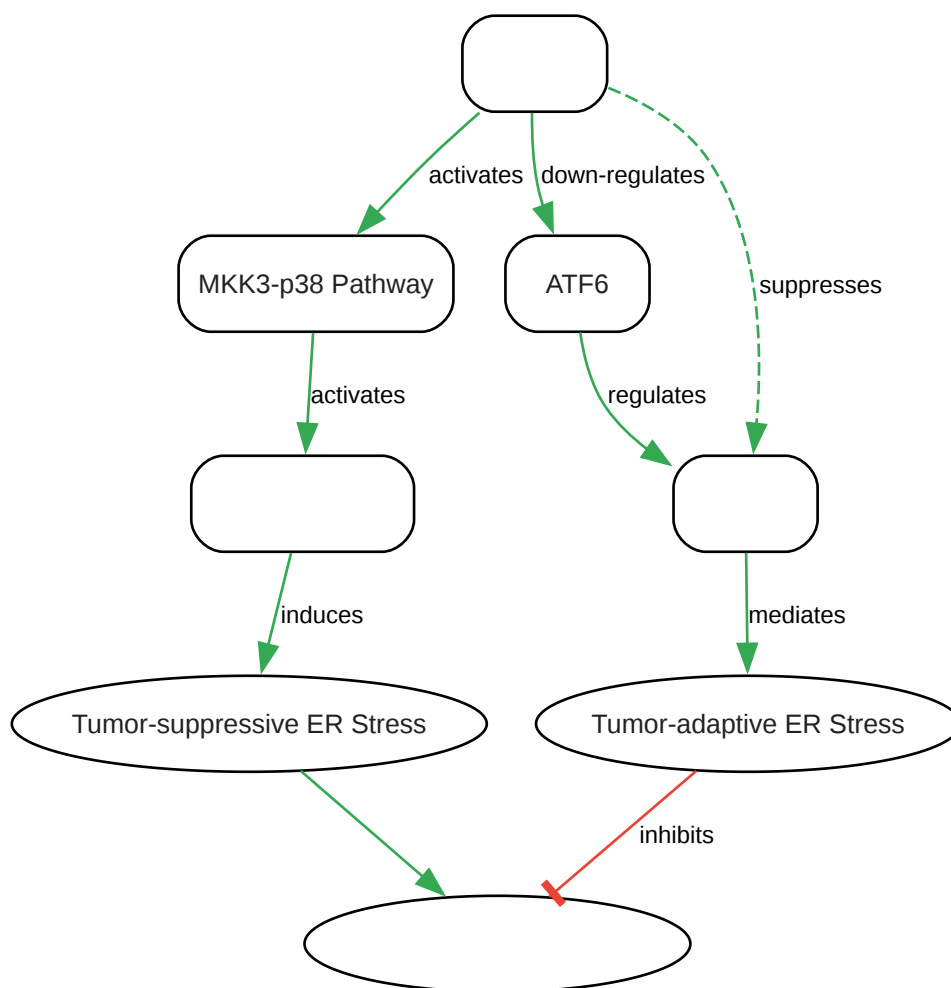 activates
down-regulates
MKK3-p38 Pathway
ATF6
suppresses
activates
regulates
induces
mediates
Tumor-suppressive ER Stress
Tumor-adaptive ER Stress
inhibits